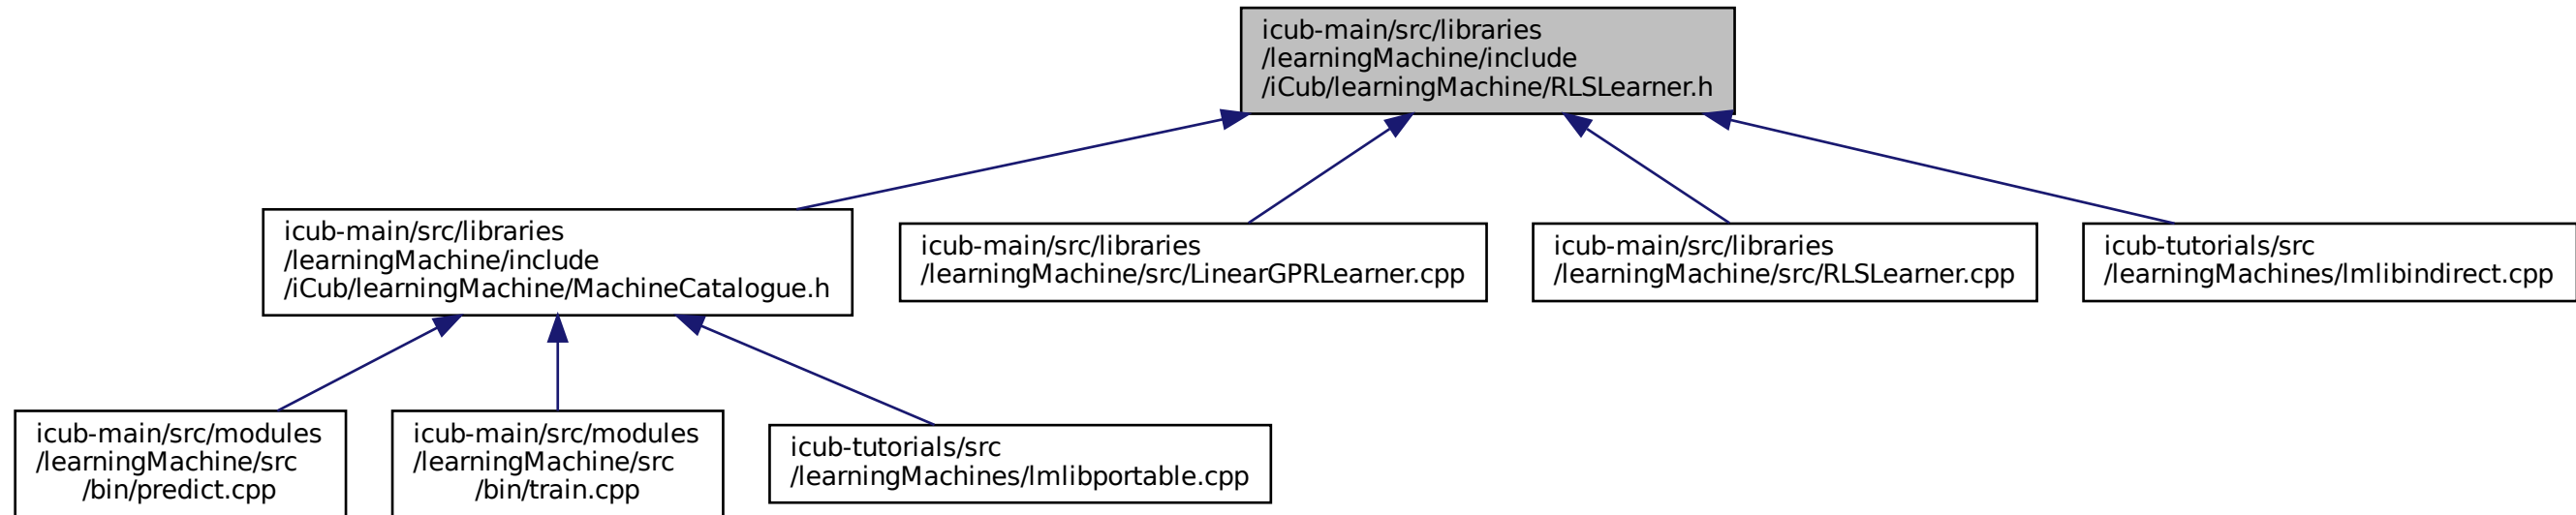 icub-main/src/libraries
/learningMachine/include
/iCub/learningMachine/RLSLearner.h
icub-main/src/libraries
/learningMachine/include
/iCub/learningMachine/MachineCatalogue.h
icub-main/src/libraries
/learningMachine/src/LinearGPRLearner.cpp
icub-main/src/libraries
/learningMachine/src/RLSLearner.cpp
icub-tutorials/src
/learningMachines/lmlibindirect.cpp
icub-main/src/modules
/learningMachine/src
/bin/predict.cpp
icub-main/src/modules
/learningMachine/src
/bin/train.cpp
icub-tutorials/src
/learningMachines/lmlibportable.cpp